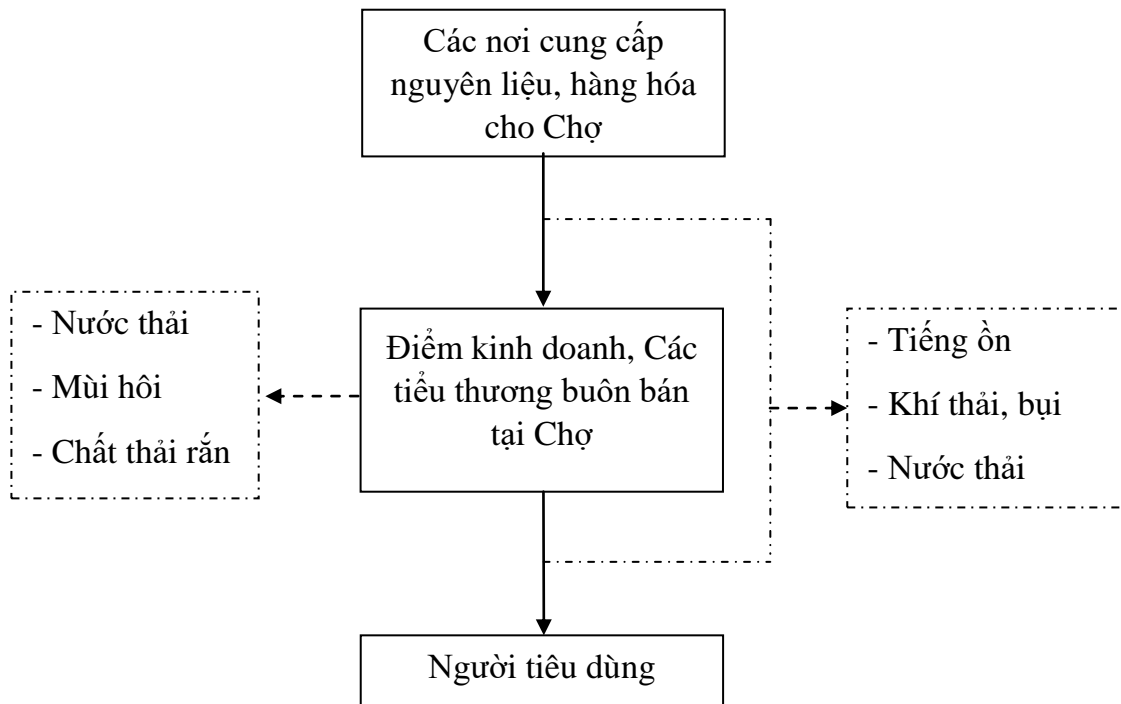 Các nơi cung cấp
nguyên liệu, hàng hóa
cho Chợ
- Nước thải
- Mùi hôi
- Chất thải rắn
Điểm kinh doanh, Các
tiểu thương buôn bán
tại Chợ
- Tiếng ồn
- Khí thải, bụi
- Nước thải
Người tiêu dùng